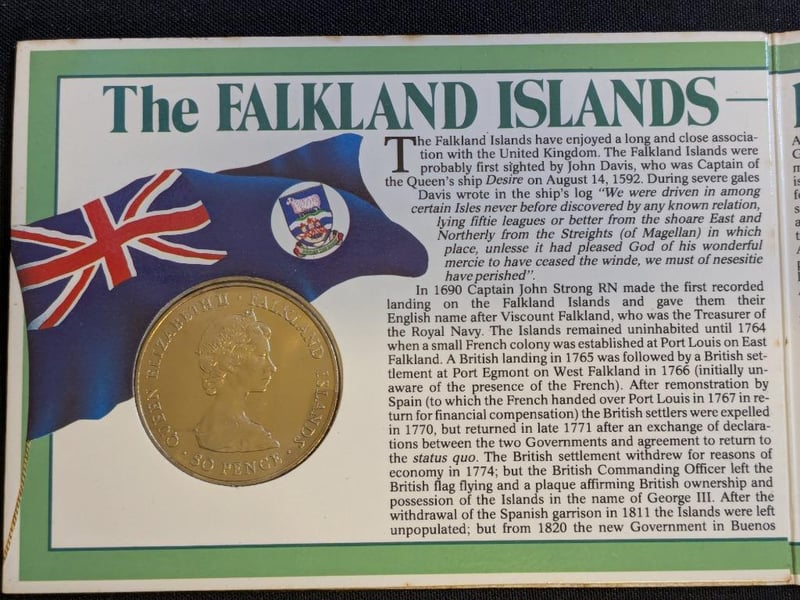 The FALKLAND ISLANDS
The Falkland Islands have enjoyed a long and close associa-
tion with the United Kingdom. The Falkland Islands were
probably first sighted by John Davis, who was Captain of
the Queen's ship Desire on August 14, 1592. During severe gales
Davis wrote in the ship's log "We were driven in among
certain Isles never before discovered by any known relation,
lying fiftie leagues or better from the shoare East and
Northerly from the Streights (of Magellan) in which
place, unlesse it had pleased God of his wonderful
mercie to have ceased the winde, we must of nesesitie
have perished".
In 1690 Captain John Strong RN made the first recorded
landing on the Falkland Islands and gave them their
English name after Viscount Falkland, who was the Treasurer of
the Royal Navy. The Islands remained uninhabited until 1764
when a small French colony was established at Port Louis on East
Falkland. A British landing in 1765 was followed by a British set-
tlement at Port Egmont on West Falkland in 1766 (initially un-
aware of the presence of the French). After remonstration by
Spain (to which the French handed over Port Louis in 1767 in re-
turn for financial compensation) the British settlers were expelled
in 1770, but returned in late 1771 after an exchange of declara-
tions between the two Governments and agreement to return to
the status quo. The British settlement withdrew for reasons of
economy in 1774; but the British Commanding Officer left the
British flag flying and a plaque affirming British ownership and
possession of the Islands in the name of George III. After the
withdrawal of the Spanish garrison in 1811 the Islands were left
unpopulated; but from 1820 the new Government in Buenos
QUEEN ELIZABETH II · FALKLAND ISLANDS
· 50 PENCE ·